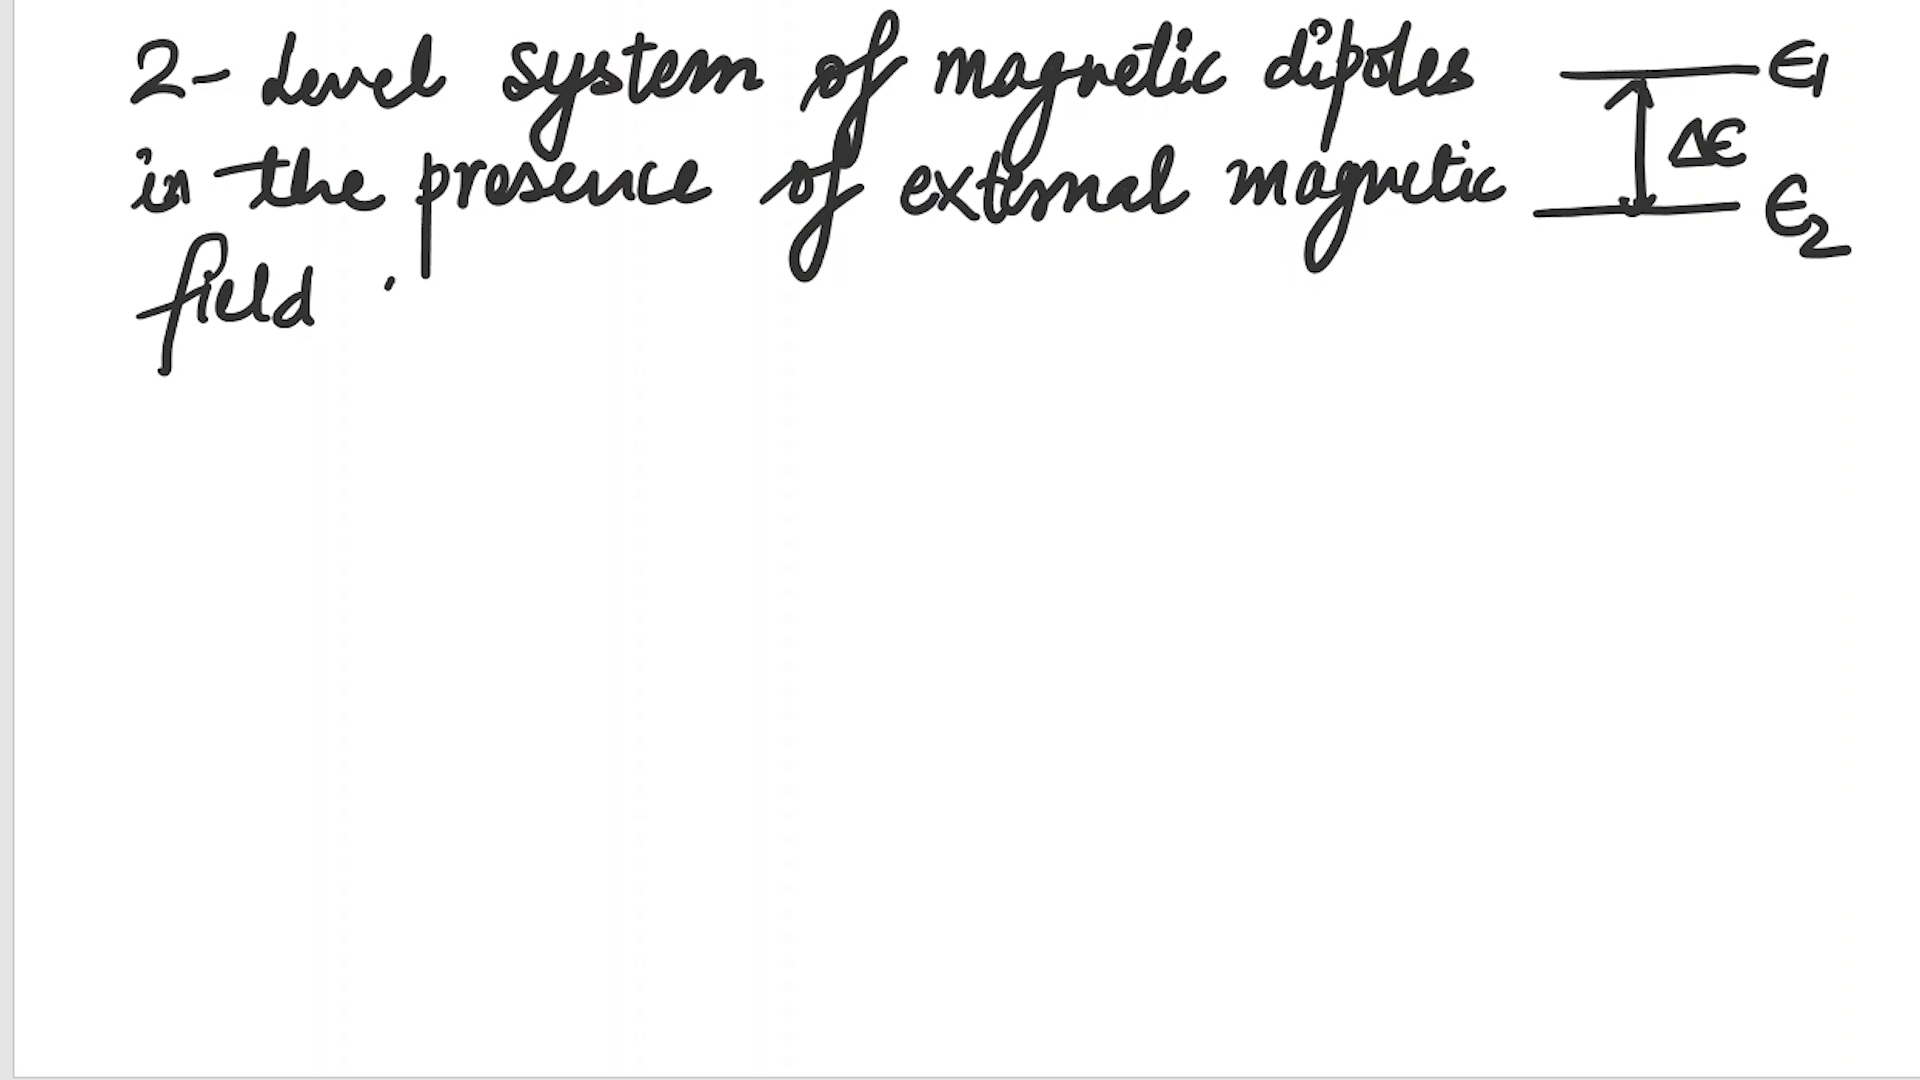 2-Level system of magnetic dipoles
in the presence of external magnetic
field.
ϵ1
Δϵ
ϵ2